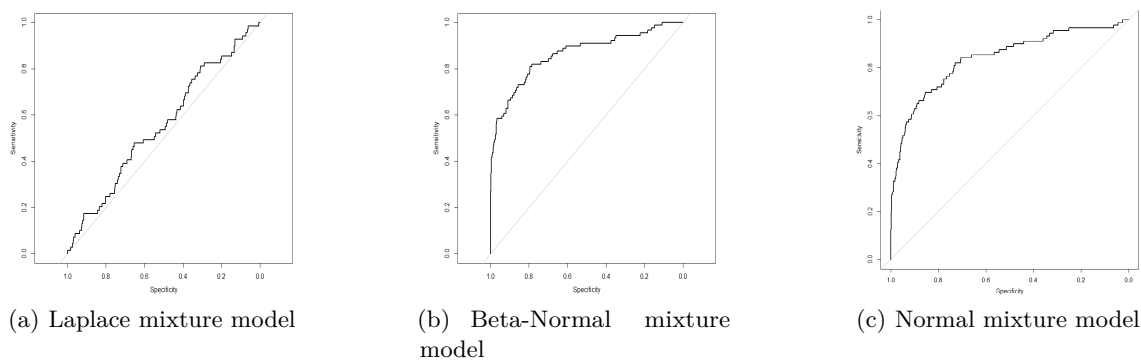 1.0
0.8
0.6
0.4
0.2
0.0
Sensitivity
1.0 0.8 0.6 0.4 0.2 0.0
Specificity
(a) Laplace mixture model
1.0
0.8
0.6
0.4
0.2
0.0
Sensitivity
1.0 0.8 0.6 0.4 0.2 0.0
Specificity
(b) Beta-Normal mixture
model
1.0
0.8
0.6
0.4
0.2
0.0
Sensitivity
1.0 0.8 0.6 0.4 0.2 0.0
Specificity
(c) Normal mixture model